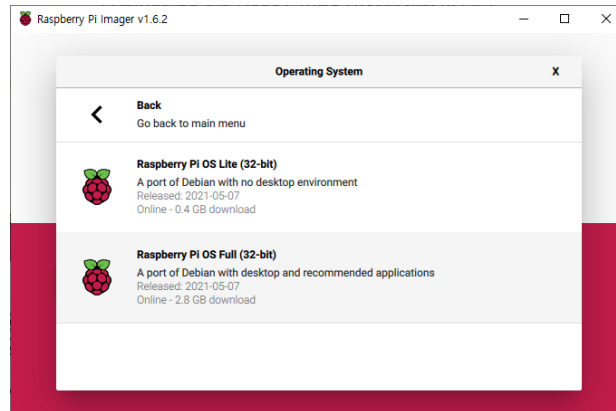 Raspberry Pi Imager v1.6.2
Operating System
X
Back
Go back to main menu
Raspberry Pi OS Lite (32-bit)
A port of Debian with no desktop environment
Released: 2021-05-07
Online - 0.4 GB download
Raspberry Pi OS Full (32-bit)
A port of Debian with desktop and recommended applications
Released: 2021-05-07
Online - 2.8 GB download